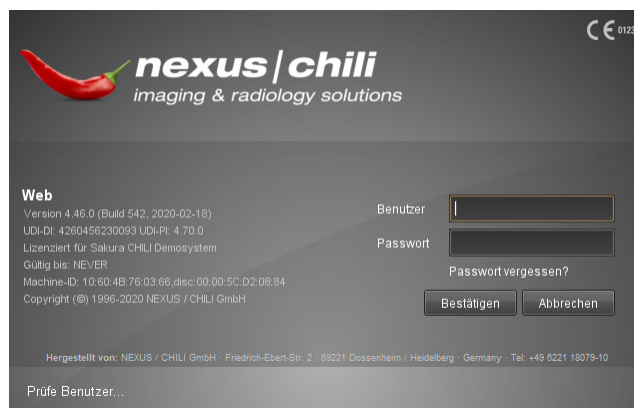 CE 0123
nexus | chili
imaging & radiology solutions
Web
Version 4.46.0 (Build 542, 2020-02-18)
UDI-DI: 4260456230093 UDI-PI: 4.70.0
Lizenziert für Sakura CHILI Demosystem
Gültig bis: NEVER
Machine-ID: 10:60:4B:76:03:66,disc:00:00:5C:D2:08:84
Copyright (©) 1996-2020 NEXUS / CHILI GmbH
Benutzer
Passwort
Passwort vergessen?
Bestätigen Abbrechen
Hergestellt von: NEXUS / CHILI GmbH · Friedrich-Ebert-Str. 2 · 69221 Dossenheim / Heidelberg · Germany · Tel: +49 6221 18079-10
Prüfe Benutzer...